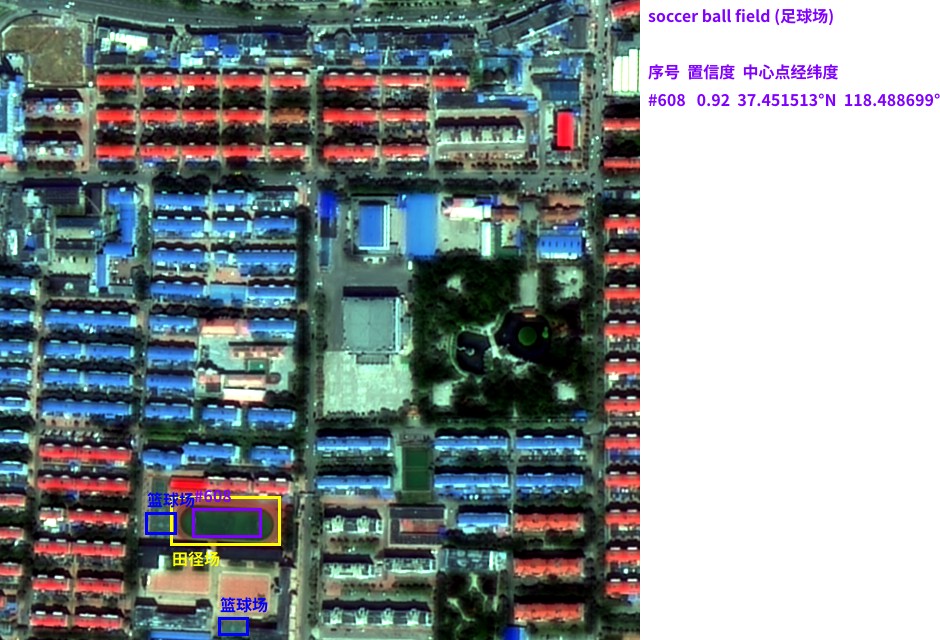 soccer ball field (足球场)
序号 置信度 中心点经纬度
#608 0.92 37.451513°N 118.488699°
篮球场#608
田径场
篮球场